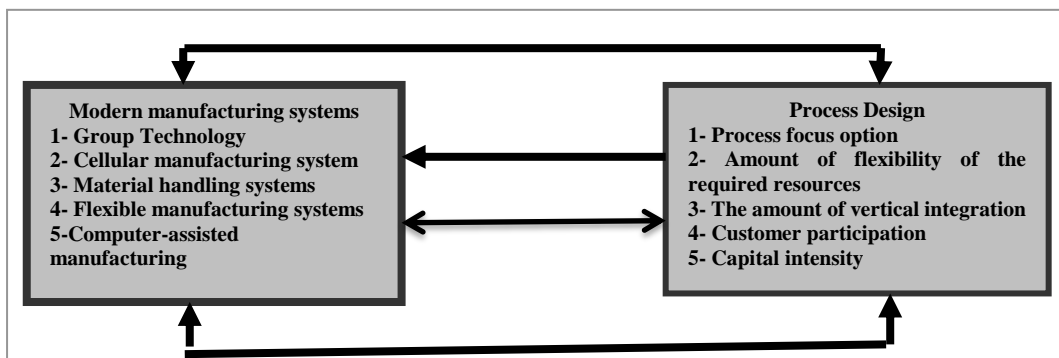 Modern manufacturing systems
1- Group Technology
2- Cellular manufacturing system
3- Material handling systems
4- Flexible manufacturing systems
5-Computer-assisted
manufacturing
Process Design
1- Process focus option
2- Amount of flexibility of the
required resources
3- The amount of vertical integration
4- Customer participation
5- Capital intensity